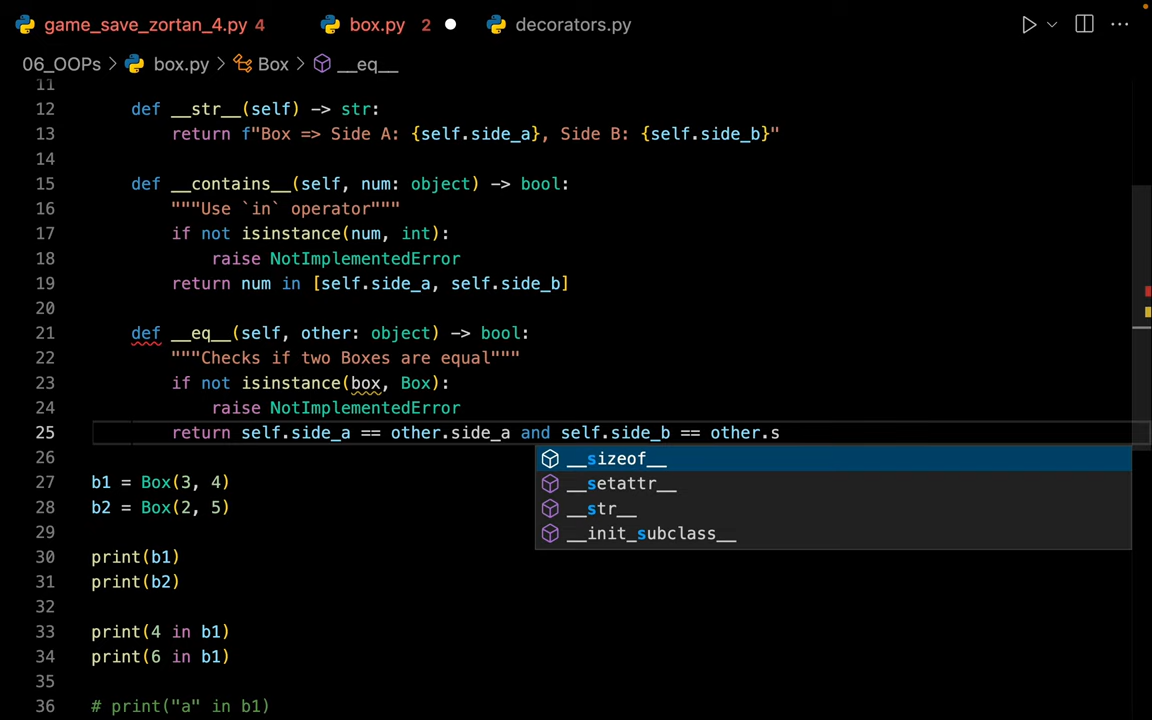 game_save_zortan_4.py 4 box.py 2 decorators.py
06_OOPs > box.py > Box > __eq__
11
12 def __str__(self) -> str:
13 return f"Box => Side A: {self.side_a}, Side B: {self.side_b}"
14
15 def __contains__(self, num: object) -> bool:
16 """Use `in` operator"""
17 if not isinstance(num, int):
18 raise NotImplementedError
19 return num in [self.side_a, self.side_b]
20
21 def __eq__(self, other: object) -> bool:
22 """Checks if two Boxes are equal"""
23 if not isinstance(box, Box):
24 raise NotImplementedError
25 return self.side_a == other.side_a and self.side_b == other.s
26 __sizeof__
27 b1 = Box(3, 4) __setattr__
28 b2 = Box(2, 5) __str__
29 __init_subclass__
30 print(b1)
31 print(b2)
32
33 print(4 in b1)
34 print(6 in b1)
35
36 # print("a" in b1)